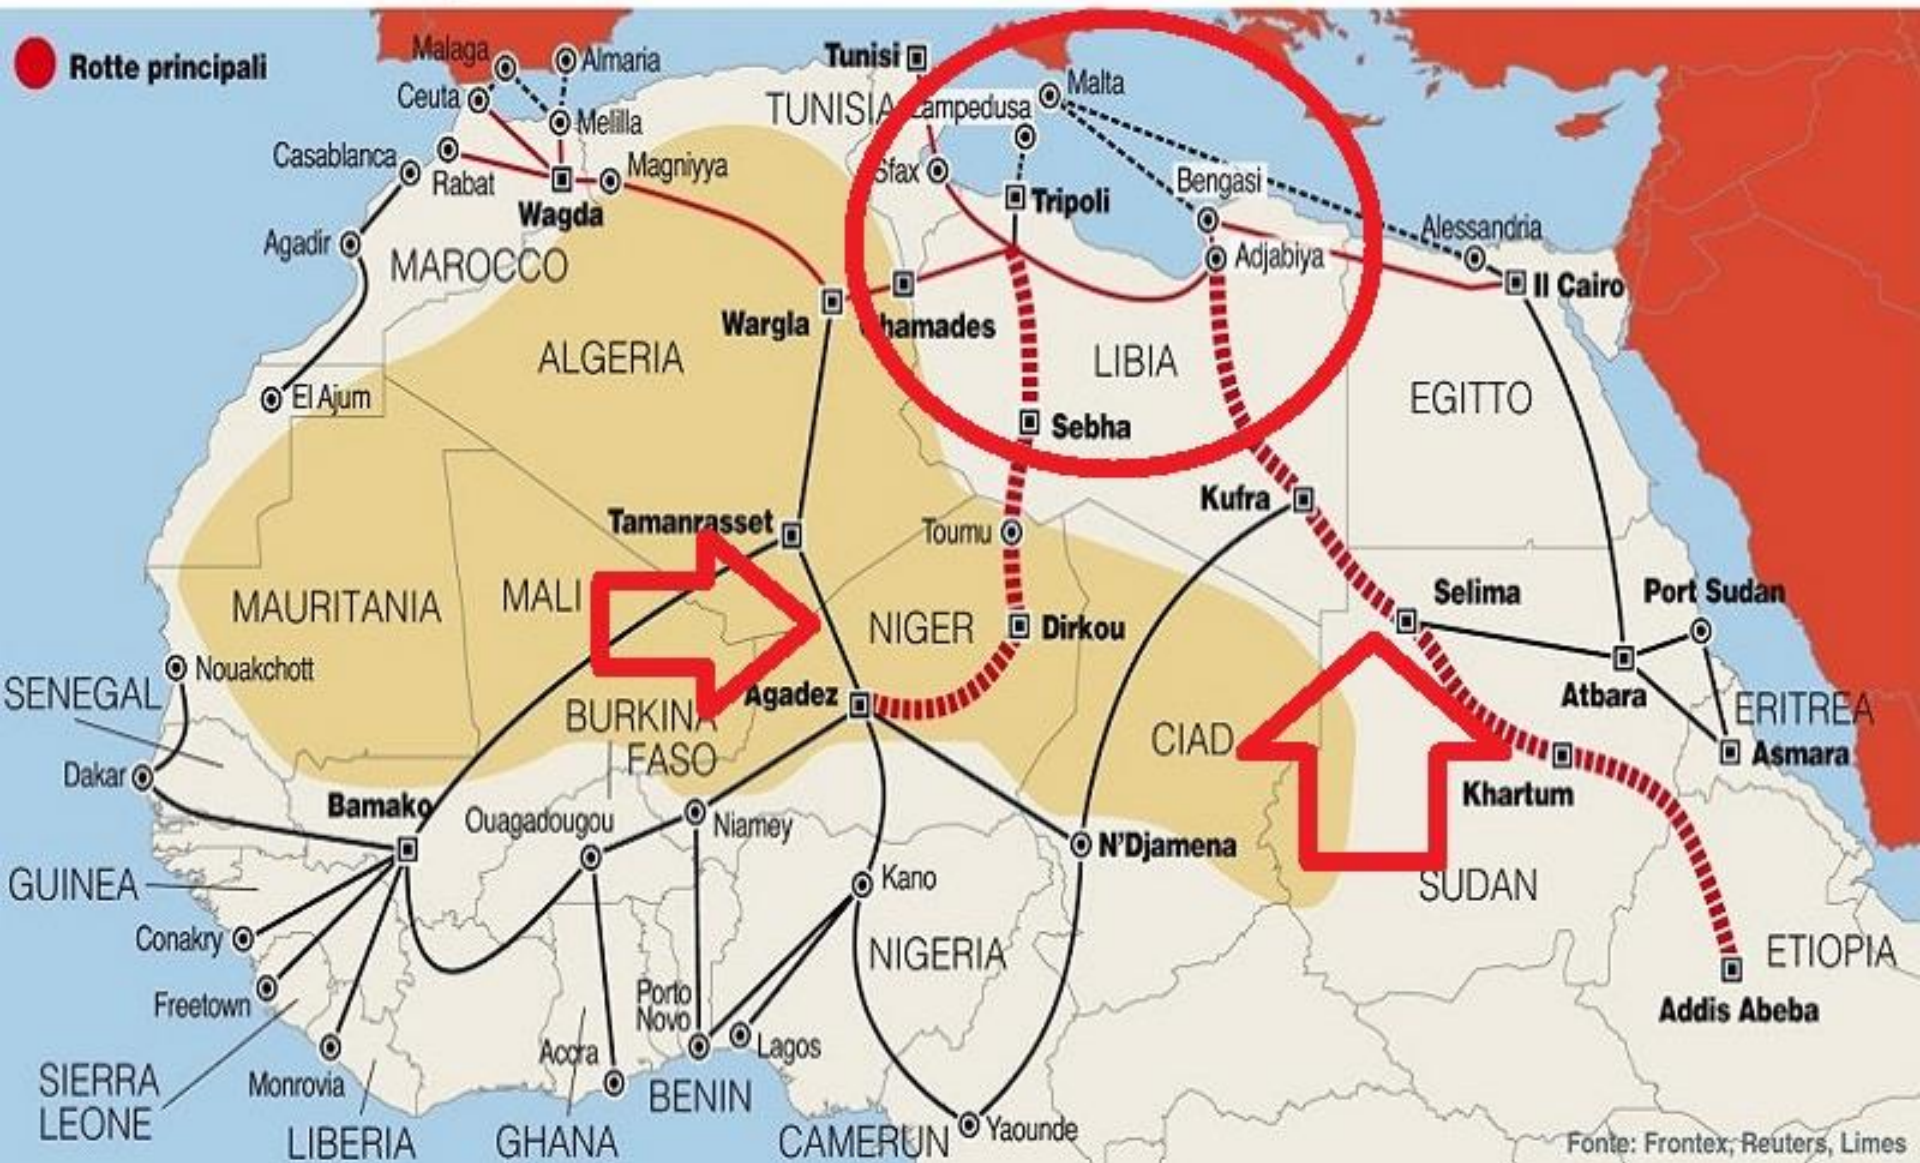 Rotte principali
Malaga
Almaria
Tunisi
Malta
Ceuta
TUNISIA
Lampedusa
Melilla
Casablanca
Rabat
Magniyya
Sfax
Bengasi
Wagda
Tripoli
Agadir
MAROCCO
Alessandria
Adjabiya
Il Cairo
Wargla
Ghamades
ALGERIA
LIBIA
EGITTO
El Ajum
Sebha
Kufra
Tamanrasset
Toumu
MAURITANIA
MALI
NIGER
Dirkou
Selima
Port Sudan
Nouakchott
SENEGAL
Agadez
Atbara
ERITREA
BURKINA
FASO
CIAD
Asmara
Dakar
Khartum
Bamako
Ouagadougou
Niamey
N'Djamena
GUINEA
Kano
SUDAN
Conakry
NIGERIA
ETIOPIA
Freetown
Porto
Novo
Addis Abeba
Accra
Lagos
SIERRA
LEONE
Monrovia
BENIN
LIBERIA
GHANA
CAMERUN
Yaounde
Fonte: Frontex, Reuters, Limes